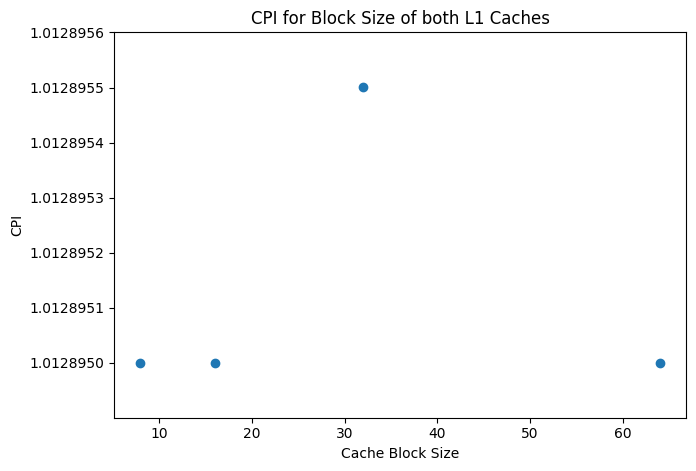 CPI for Block Size of both L1 Caches
1.0128956
1.0128955
1.0128954
1.0128953
1.0128952
1.0128951
1.0128950
CPI
10 20 30 40 50 60
Cache Block Size